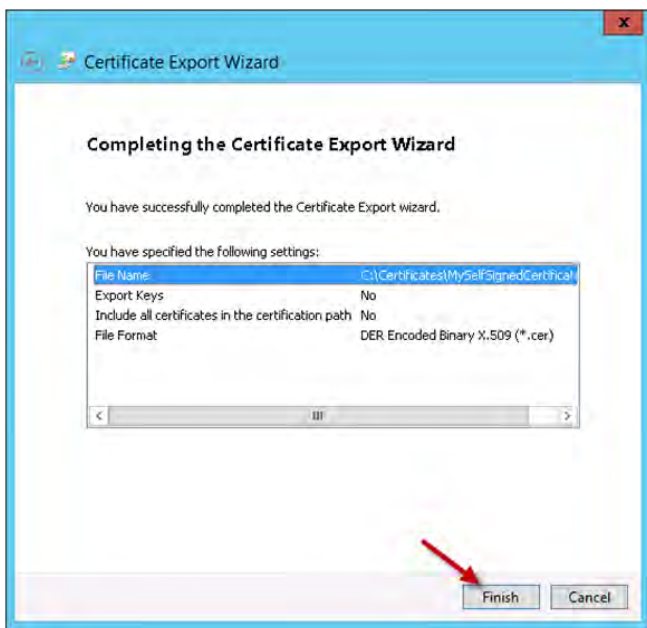 x
Certificate Export Wizard
Completing the Certificate Export Wizard
You have successfully completed the Certificate Export wizard.
You have specified the following settings:
File Name C:\Certificates\MySelfSignedCertificat
Export Keys No
Include all certificates in the certification path No
File Format DER Encoded Binary X.509 (*.cer)
Finish Cancel